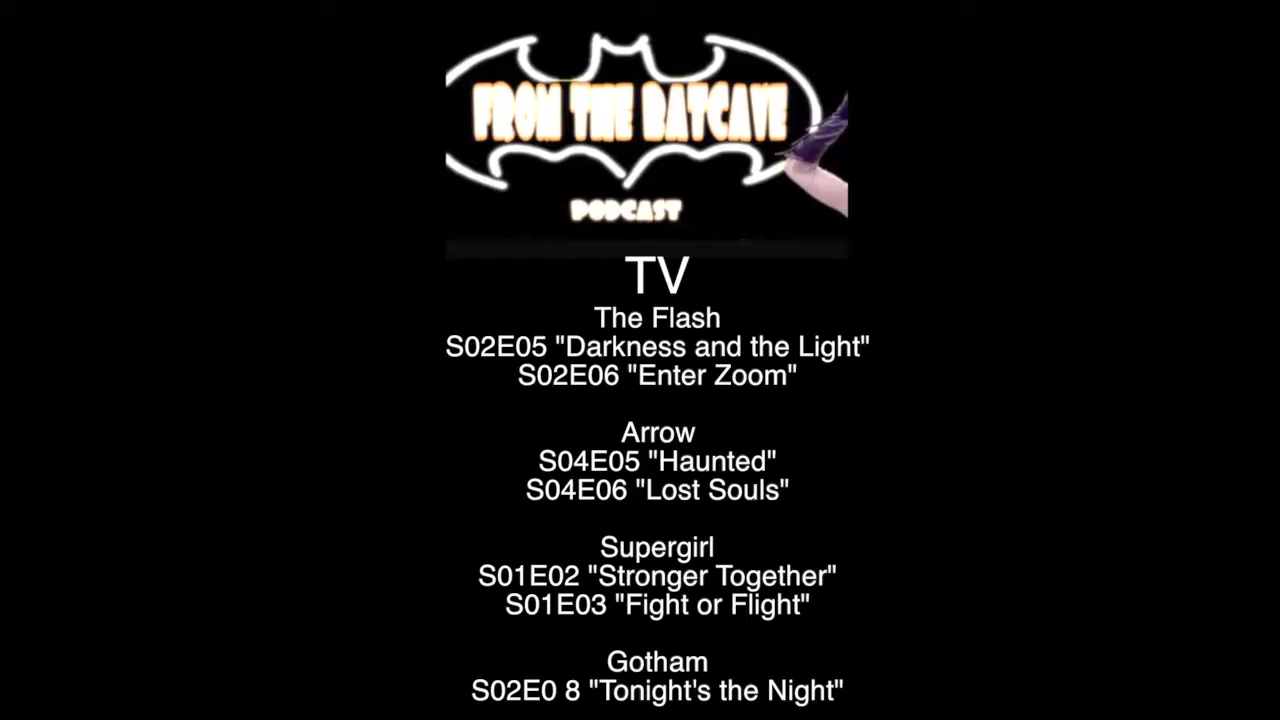 FROM THE BATCAVE
PODCAST
TV
The Flash
S02E05 "Darkness and the Light"
S02E06 "Enter Zoom"
Arrow
S04E05 "Haunted"
S04E06 "Lost Souls"
Supergirl
S01E02 "Stronger Together"
S01E03 "Fight or Flight"
Gotham
S02E0 8 "Tonight's the Night"